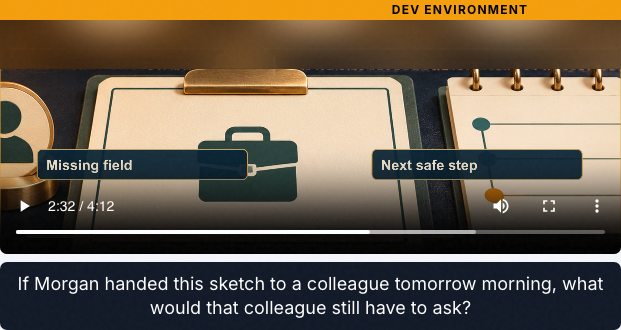 DEV ENVIRONMENT
Missing field
Next safe step
2:32 / 4:12
If Morgan handed this sketch to a colleague tomorrow morning, what
would that colleague still have to ask?